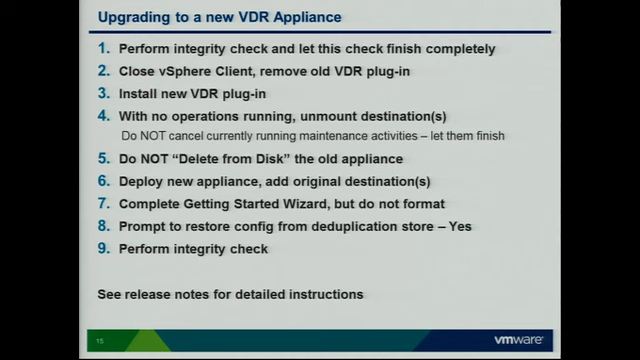 Upgrading to a new VDR Appliance
1. Perform integrity check and let this check finish completely
2. Close vSphere Client, remove old VDR plug-in
3. Install new VDR plug-in
4. With no operations running, unmount destination(s)
Do NOT cancel currently running maintenance activities – let them finish
5. Do NOT “Delete from Disk” the old appliance
6. Deploy new appliance, add original destination(s)
7. Complete Getting Started Wizard, but do not format
8. Prompt to restore config from deduplication store – Yes
9. Perform integrity check
See release notes for detailed instructions
15
vmware®